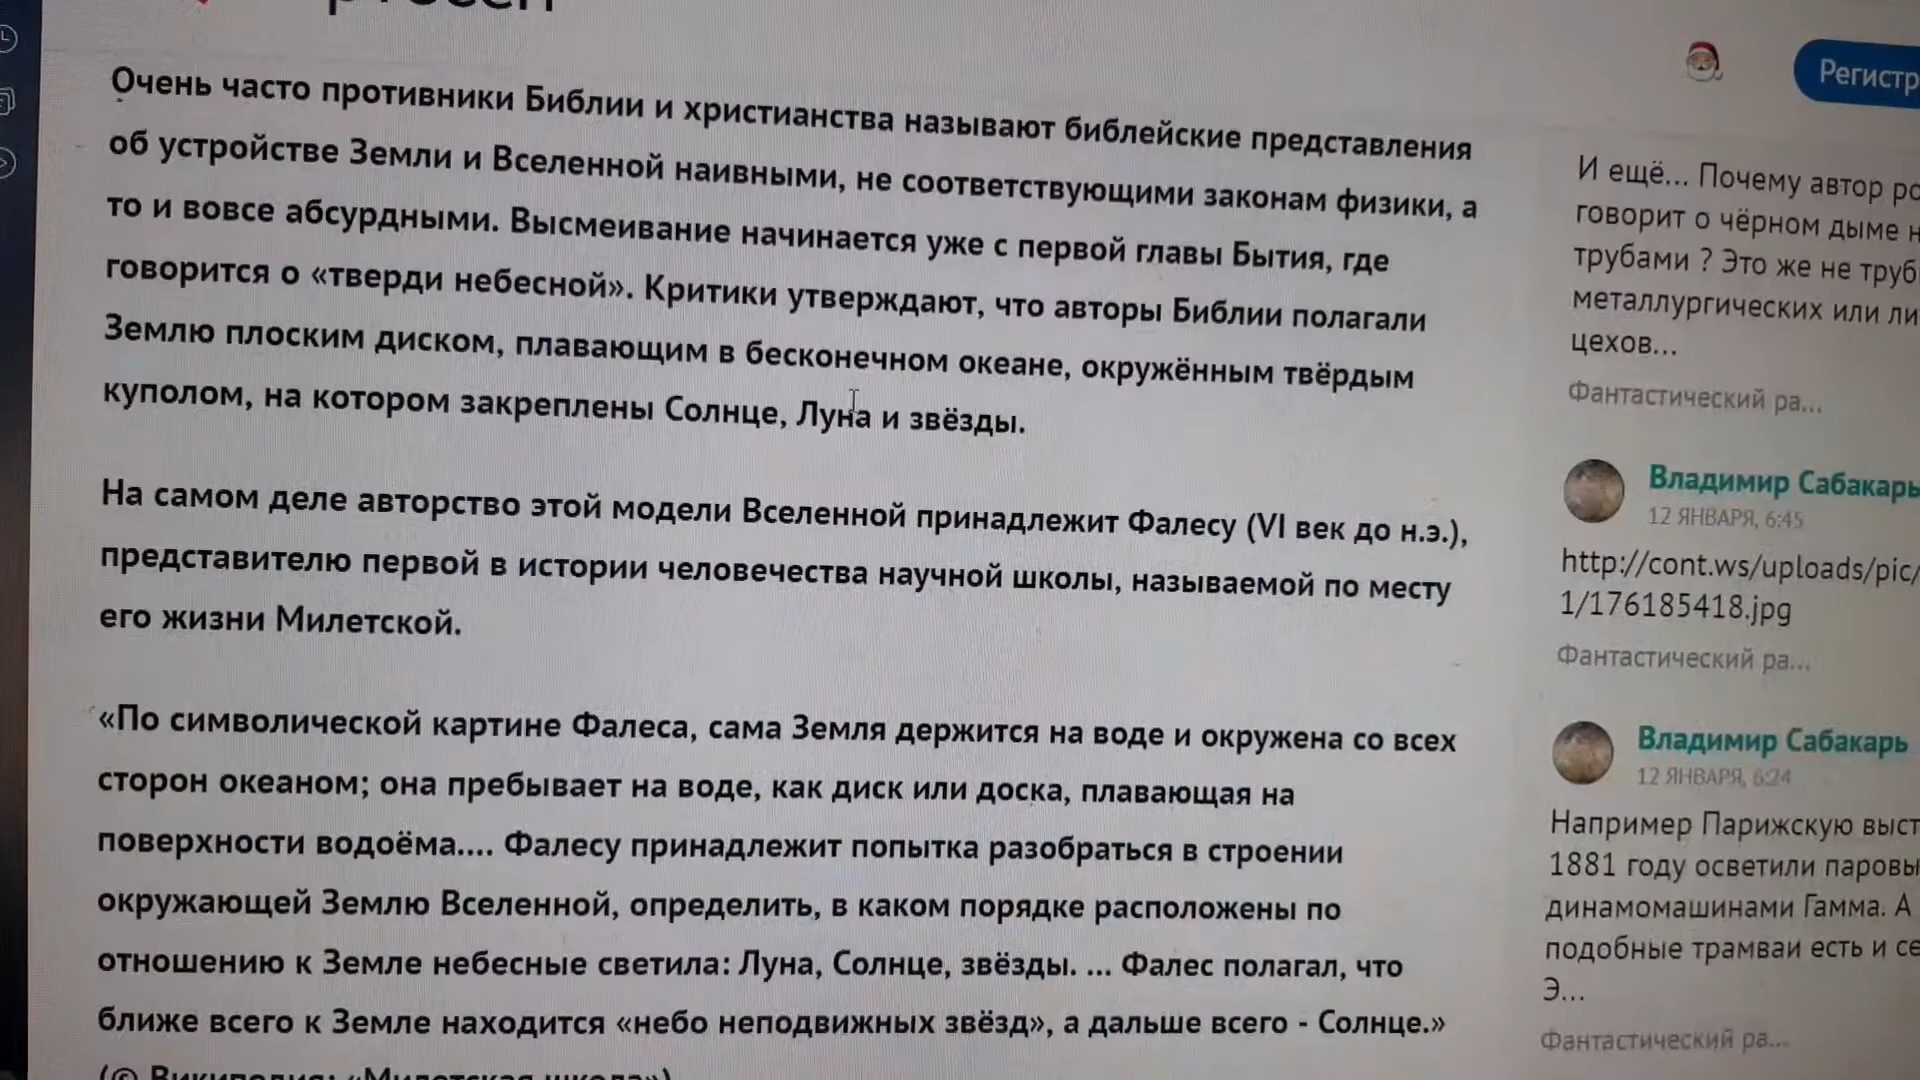 Очень часто противники Библии и христианства называют библейские представления
об устройстве Земли и Вселенной наивными, не соответствующими законам физики, а
то и вовсе абсурдными. Высмеивание начинается уже с первой главы Бытия, где
говорится о «тверди небесной». Критики утверждают, что авторы Библии полагали
Землю плоским диском, плавающим в бесконечном океане, окружённым твёрдым
куполом, на котором закреплены Солнце, Луна и звёзды.
На самом деле авторство этой модели Вселенной принадлежит Фалесу (VI век до н.э.),
представителю первой в истории человечества научной школы, называемой по месту
его жизни Милетской.
«По символической картине Фалеса, сама Земля держится на воде и окружена со всех
сторон океаном; она пребывает на воде, как диск или доска, плавающая на
поверхности водоёма.... Фалесу принадлежит попытка разобраться в строении
окружающей Землю Вселенной, определить, в каком порядке расположены по
отношению к Земле небесные светила: Луна, Солнце, звёзды. ... Фалес полагал, что
ближе всего к Земле находится «небо неподвижных звёзд», а дальше всего - Солнце.»
(© Википедия: «Милетская школа»)
Регистр
И ещё... Почему автор ро
говорит о чёрном дыме н
трубами ? Это же не труб
металлургических или ли
цехов...
Фантастический ра...
Владимир Сабакарь
12 ЯНВАРЯ, 6:45
http://cont.ws/uploads/pic/
1/176185418.jpg
Фантастический ра...
Владимир Сабакарь
12 ЯНВАРЯ, 6:24
Например Парижскую выст
1881 году осветили паровы
динамомашинами Гамма. А
подобные трамваи есть и се
Э...
Фантастический ра...